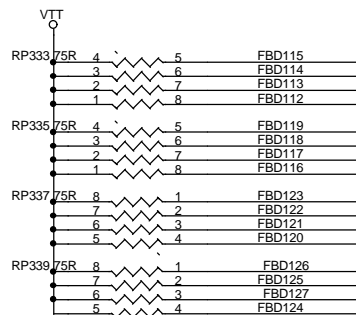 VTT
RP333 75R 4 5 FBD115
3 6 FBD114
2 7 FBD113
1 8 FBD112
RP335 75R 4 5 FBD119
3 6 FBD118
2 7 FBD117
1 8 FBD116
RP337 75R 8 1 FBD123
7 2 FBD122
6 3 FBD121
5 4 FBD120
RP339 75R 8 1 FBD126
7 2 FBD125
6 3 FBD127
5 4 FBD124